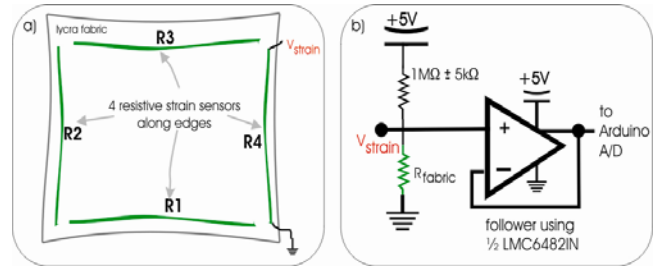 a)
lycra fabric
R3
Vstrain
4 resistive strain sensors
along edges
R2
R4
R1
b)
+5V
1MΩ ± 5kΩ
+5V
to
Arduino
A/D
+
−
Vstrain
Rfabric
follower using
½ LMC6482IN